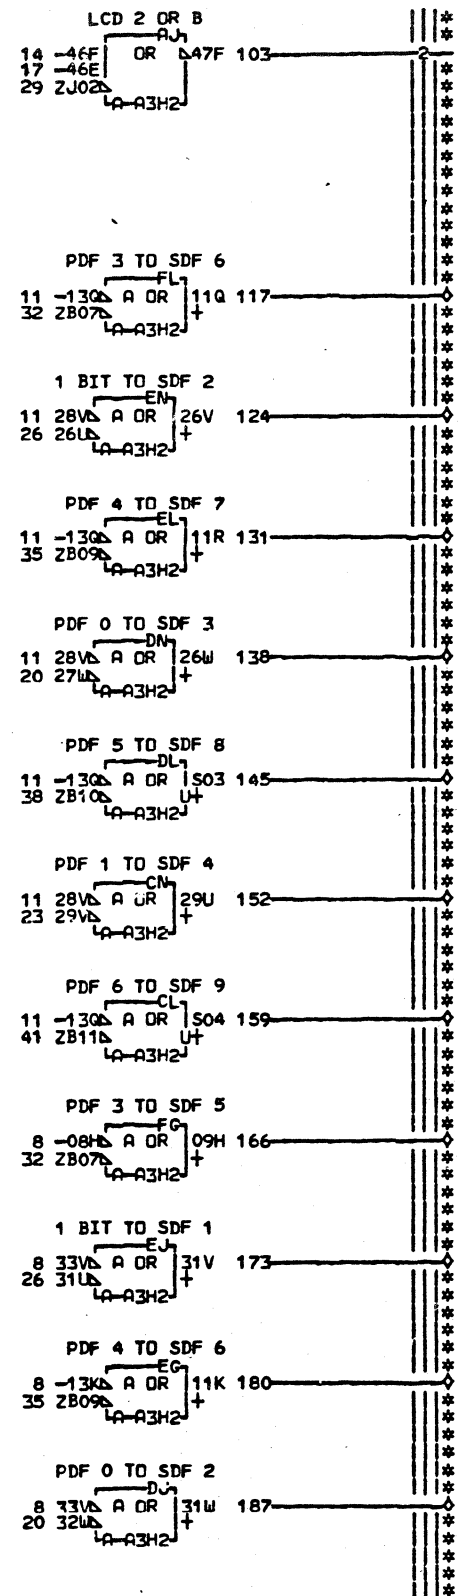 LCD 2 OR B
AJ
14 -46F OR 47F 103 2
17 -46E
29 ZJ02
A-A3H2
PDF 3 TO SDF 6
FL
11 -13Q A OR 11Q 117
32 ZB07 +
A-A3H2
1 BIT TO SDF 2
EN
11 28V A OR 26V 124
26 26U +
A-A3H2
PDF 4 TO SDF 7
EL
11 -13Q A OR 11R 131
35 ZB09 +
A-A3H2
PDF 0 TO SDF 3
DN
11 28V A OR 26W 138
20 27W +
A-A3H2
PDF 5 TO SDF 8
DL
11 -13Q A OR S03 145
38 ZB10 U+
A-A3H2
PDF 1 TO SDF 4
CN
11 28V A OR 29U 152
23 29V +
A-A3H2
PDF 6 TO SDF 9
CL
11 -13Q A OR S04 159
41 ZB11 U+
A-A3H2
PDF 3 TO SDF 5
FG
8 -08H A OR 09H 166
32 ZB07 +
A-A3H2
1 BIT TO SDF 1
EJ
8 33V A OR 31V 173
26 31U +
A-A3H2
PDF 4 TO SDF 6
EG
8 -13K A OR 11K 180
35 ZB09 +
A-A3H2
PDF 0 TO SDF 2
DJ
8 33V A OR 31W 187
20 32W +
A-A3H2